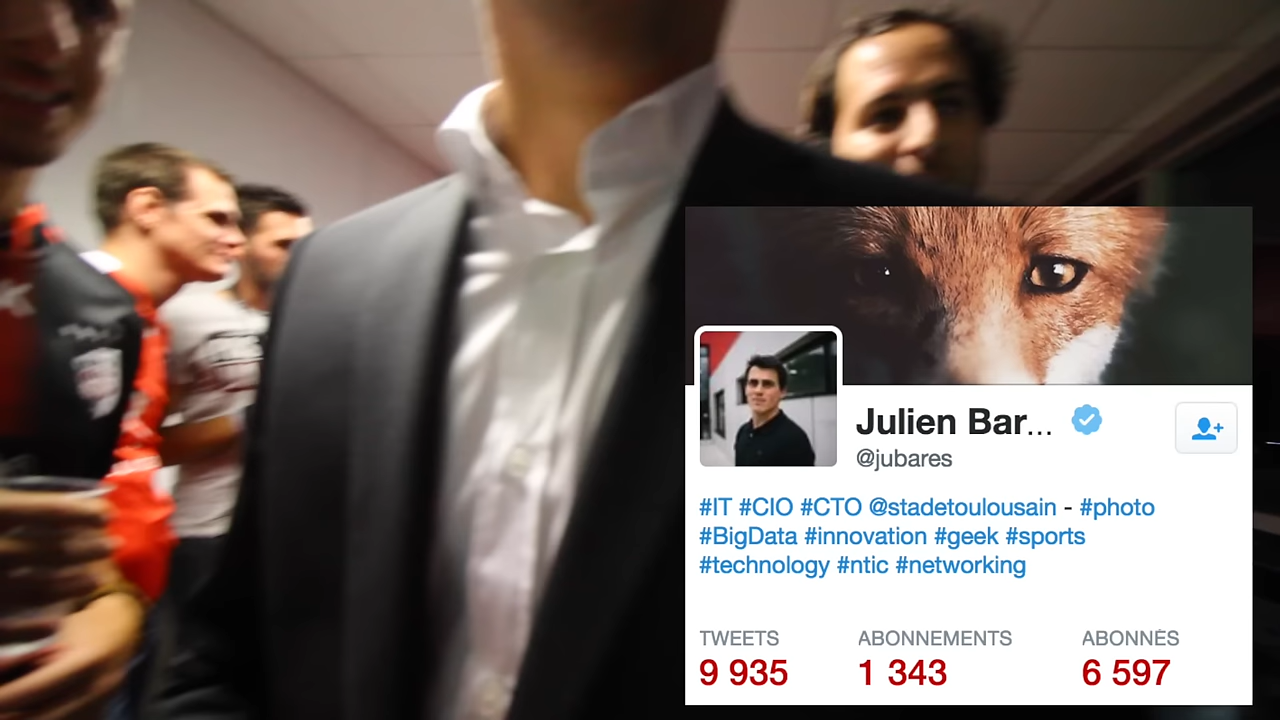 Julien Bar...
@jubares
#IT #CIO #CTO @stadetoulousain - #photo
#BigData #innovation #geek #sports
#technology #ntic #networking
TWEETS ABONNEMENTS ABONNÉS
9 935 1 343 6 597